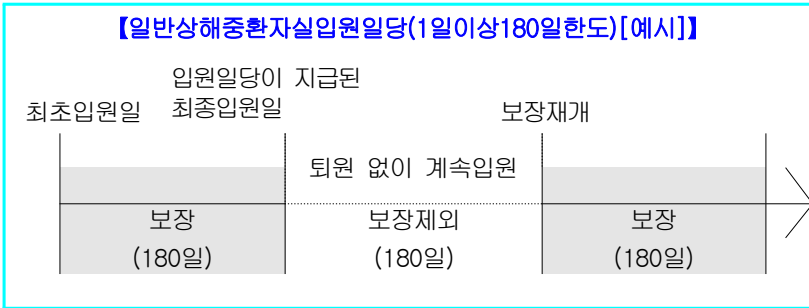 【일반상해중환자실입원일당(1일이상180일한도)[예시]】
입원일당이 지급된
최초입원일 최종입원일 보장재개
퇴원 없이 계속입원
보장 보장제외 보장
(180일) (180일) (180일)